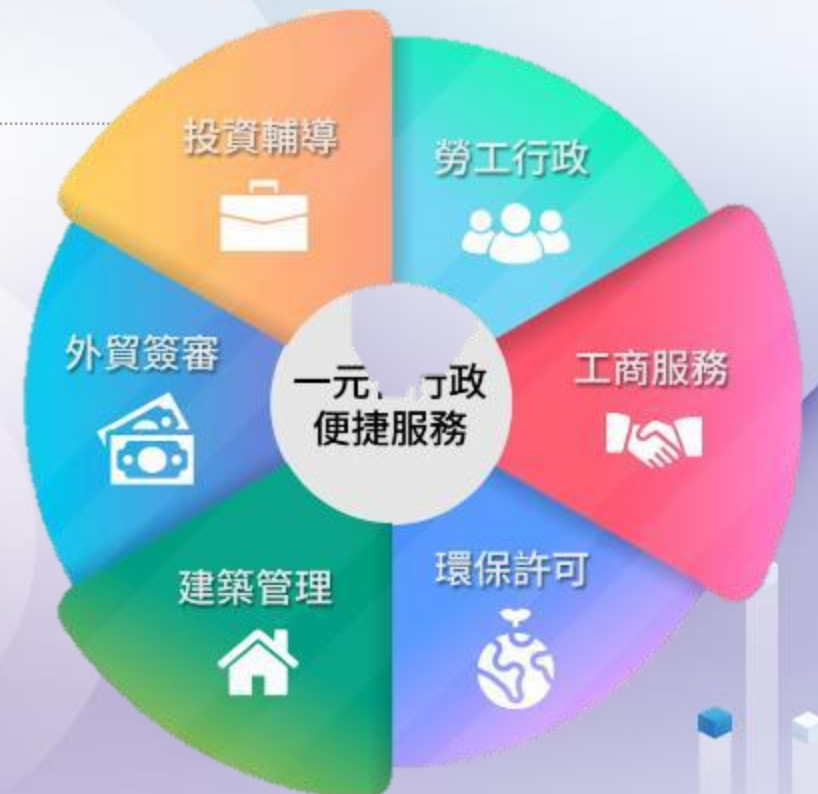 投資輔導
勞工行政
外貿簽審
工商服務
一元 行政
便捷服務
建築管理
環保許可